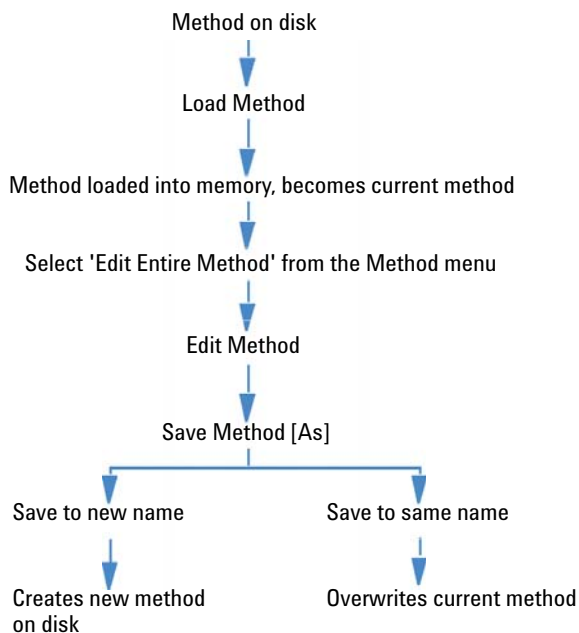 Method on disk
Load Method
Method loaded into memory, becomes current method
Select 'Edit Entire Method' from the Method menu
Edit Method
Save Method [As]
Save to new name
Save to same name
Creates new method
on disk
Overwrites current method